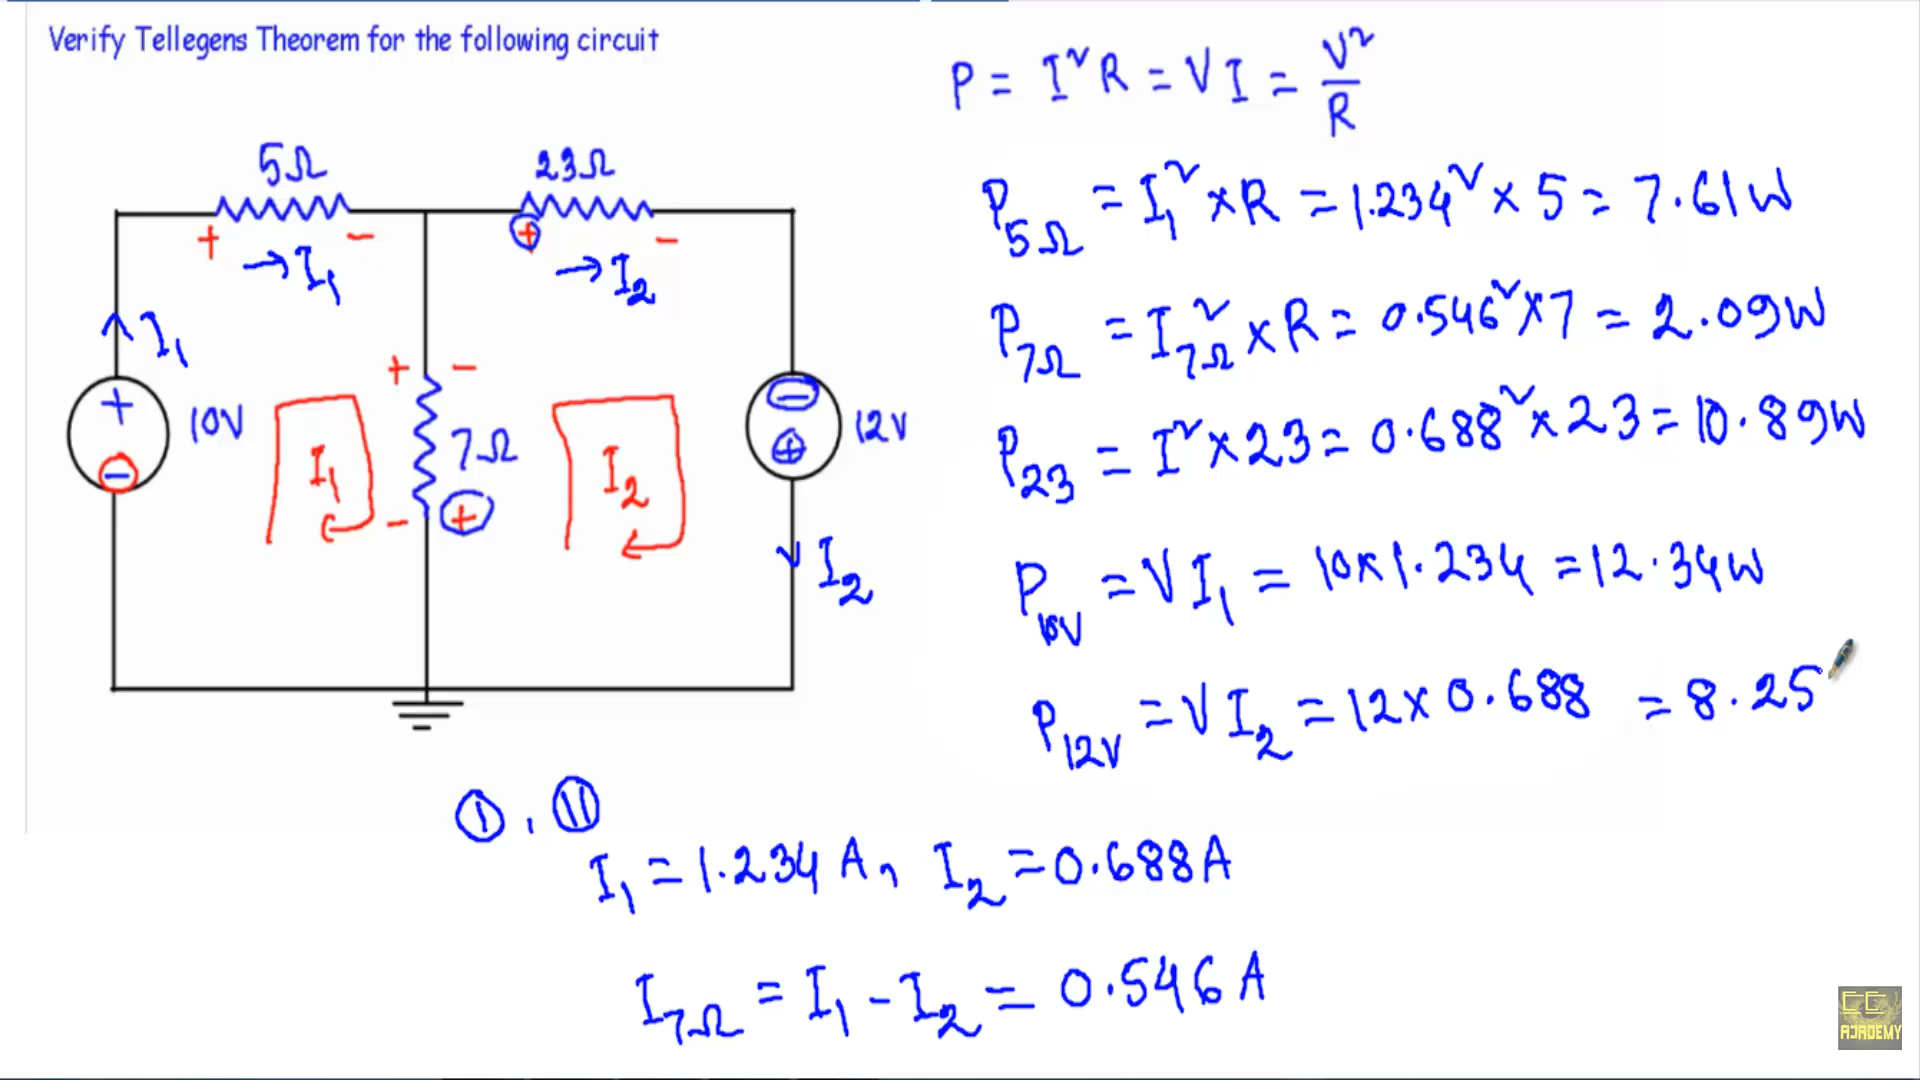 Verify Tellegens Theorem for the following circuit
P = I²R = VI = V²/R
5Ω
23Ω
+ − + −
→ I₁
→ I₂
I₁
+ −
+
10V
−
I₁
7Ω
− +
I₂
−
+
12V
I₂
P5Ω = I₁² × R = 1.234² × 5 = 7.61W
P7Ω = I7Ω² × R = 0.546² × 7 = 2.09W
P23 = I² × 23 = 0.688² × 23 = 10.89W
P10V = VI₁ = 10×1.234 = 12.34W
P12V = VI₂ = 12×0.688 = 8.25
①, ⑪
I₁ = 1.234 A, I₂ = 0.688A
I7Ω = I₁ − I₂ = 0.546 A
EE
ACADEMY